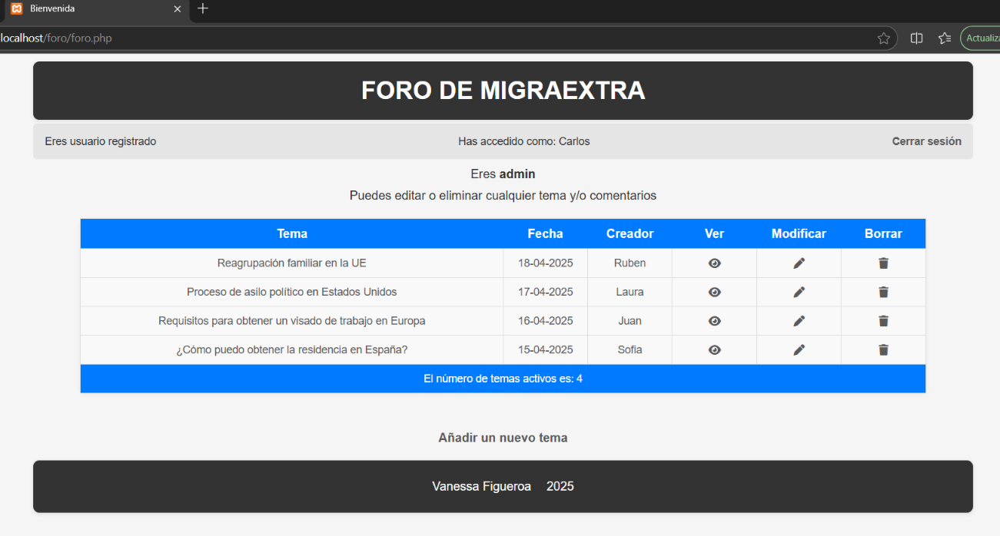 Bienvenida
localhost/foro/foro.php
FORO DE MIGRAEXTRA
Eres usuario registrado Has accedido como: Carlos Cerrar sesión
Eres admin
Puedes editar o eliminar cualquier tema y/o comentarios
Tema Fecha Creador Ver Modificar Borrar
Reagrupación familiar en la UE 18-04-2025 Ruben
Proceso de asilo político en Estados Unidos 17-04-2025 Laura
Requisitos para obtener un visado de trabajo en Europa 16-04-2025 Juan
¿Cómo puedo obtener la residencia en España? 15-04-2025 Sofia
El número de temas activos es: 4
Añadir un nuevo tema
Vanessa Figueroa 2025